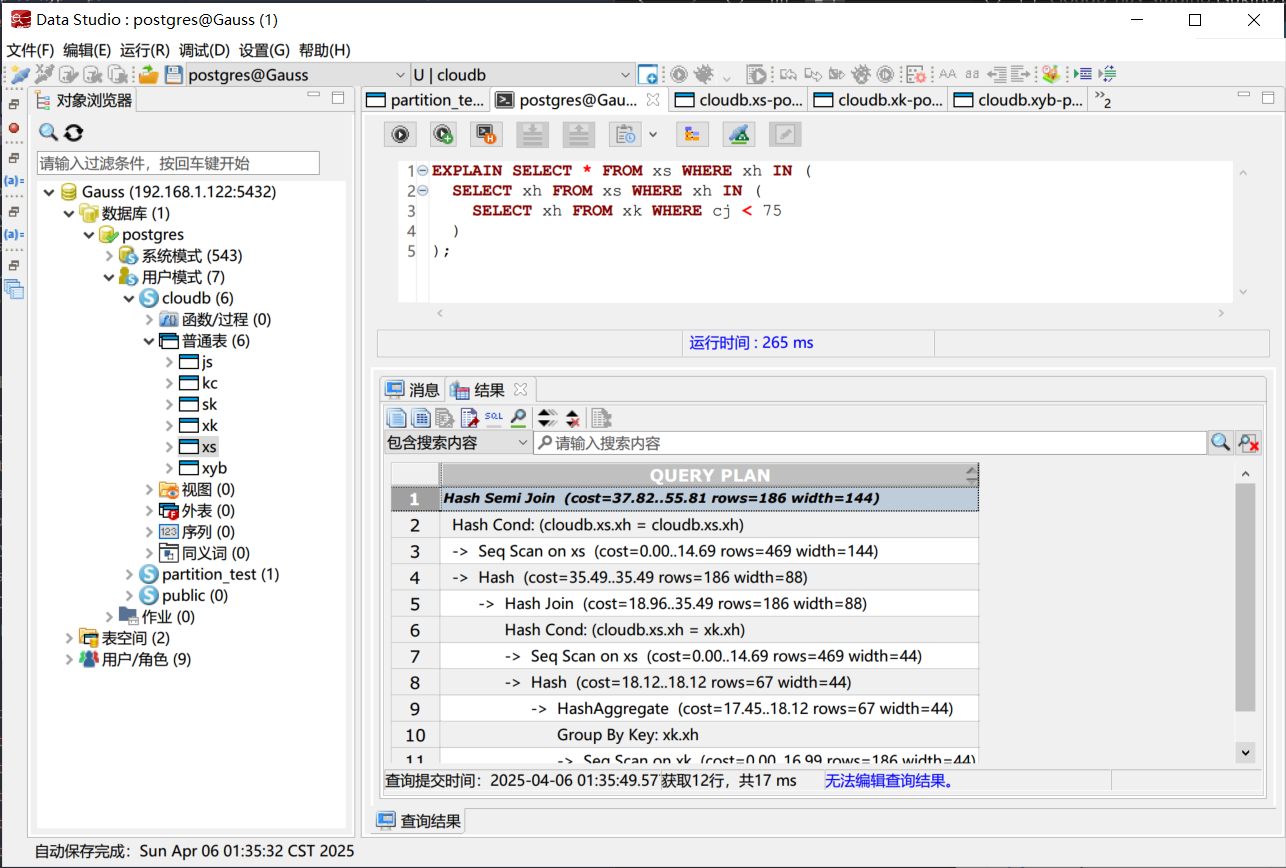 Data Studio : postgres@Gauss (1)
文件(F) 编辑(E) 运行(R) 调试(D) 设置(G) 帮助(H)
postgres@Gauss
U | cloudb
对象浏览器
请输入过滤条件，按回车键开始
Gauss (192.168.1.122:5432)
数据库 (1)
postgres
系统模式 (543)
用户模式 (7)
cloudb (6)
函数/过程 (0)
普通表 (6)
js
kc
sk
xk
xs
xyb
视图 (0)
外表 (0)
序列 (0)
同义词 (0)
partition_test (1)
public (0)
作业 (0)
表空间 (2)
用户/角色 (9)
partition_te... postgres@Gau... cloudb.xs-po... cloudb.xk-po... cloudb.xyb-p... »2
1 EXPLAIN SELECT * FROM xs WHERE xh IN (
2 SELECT xh FROM xs WHERE xh IN (
3 SELECT xh FROM xk WHERE cj < 75
4 )
5 );
运行时间 : 265 ms
消息 结果
SQL
包含搜索内容 请输入搜索内容
QUERY PLAN
1 Hash Semi Join (cost=37.82..55.81 rows=186 width=144)
2 Hash Cond: (cloudb.xs.xh = cloudb.xs.xh)
3 -> Seq Scan on xs (cost=0.00..14.69 rows=469 width=144)
4 -> Hash (cost=35.49..35.49 rows=186 width=88)
5 -> Hash Join (cost=18.96..35.49 rows=186 width=88)
6 Hash Cond: (cloudb.xs.xh = xk.xh)
7 -> Seq Scan on xs (cost=0.00..14.69 rows=469 width=44)
8 -> Hash (cost=18.12..18.12 rows=67 width=44)
9 -> HashAggregate (cost=17.45..18.12 rows=67 width=44)
10 Group By Key: xk.xh
11 -> Seq Scan on xk (cost=0.00..16.99 rows=186 width=44)
查询提交时间：2025-04-06 01:35:49.57 获取12行，共17 ms 无法编辑查询结果。
查询结果
自动保存完成：Sun Apr 06 01:35:32 CST 2025